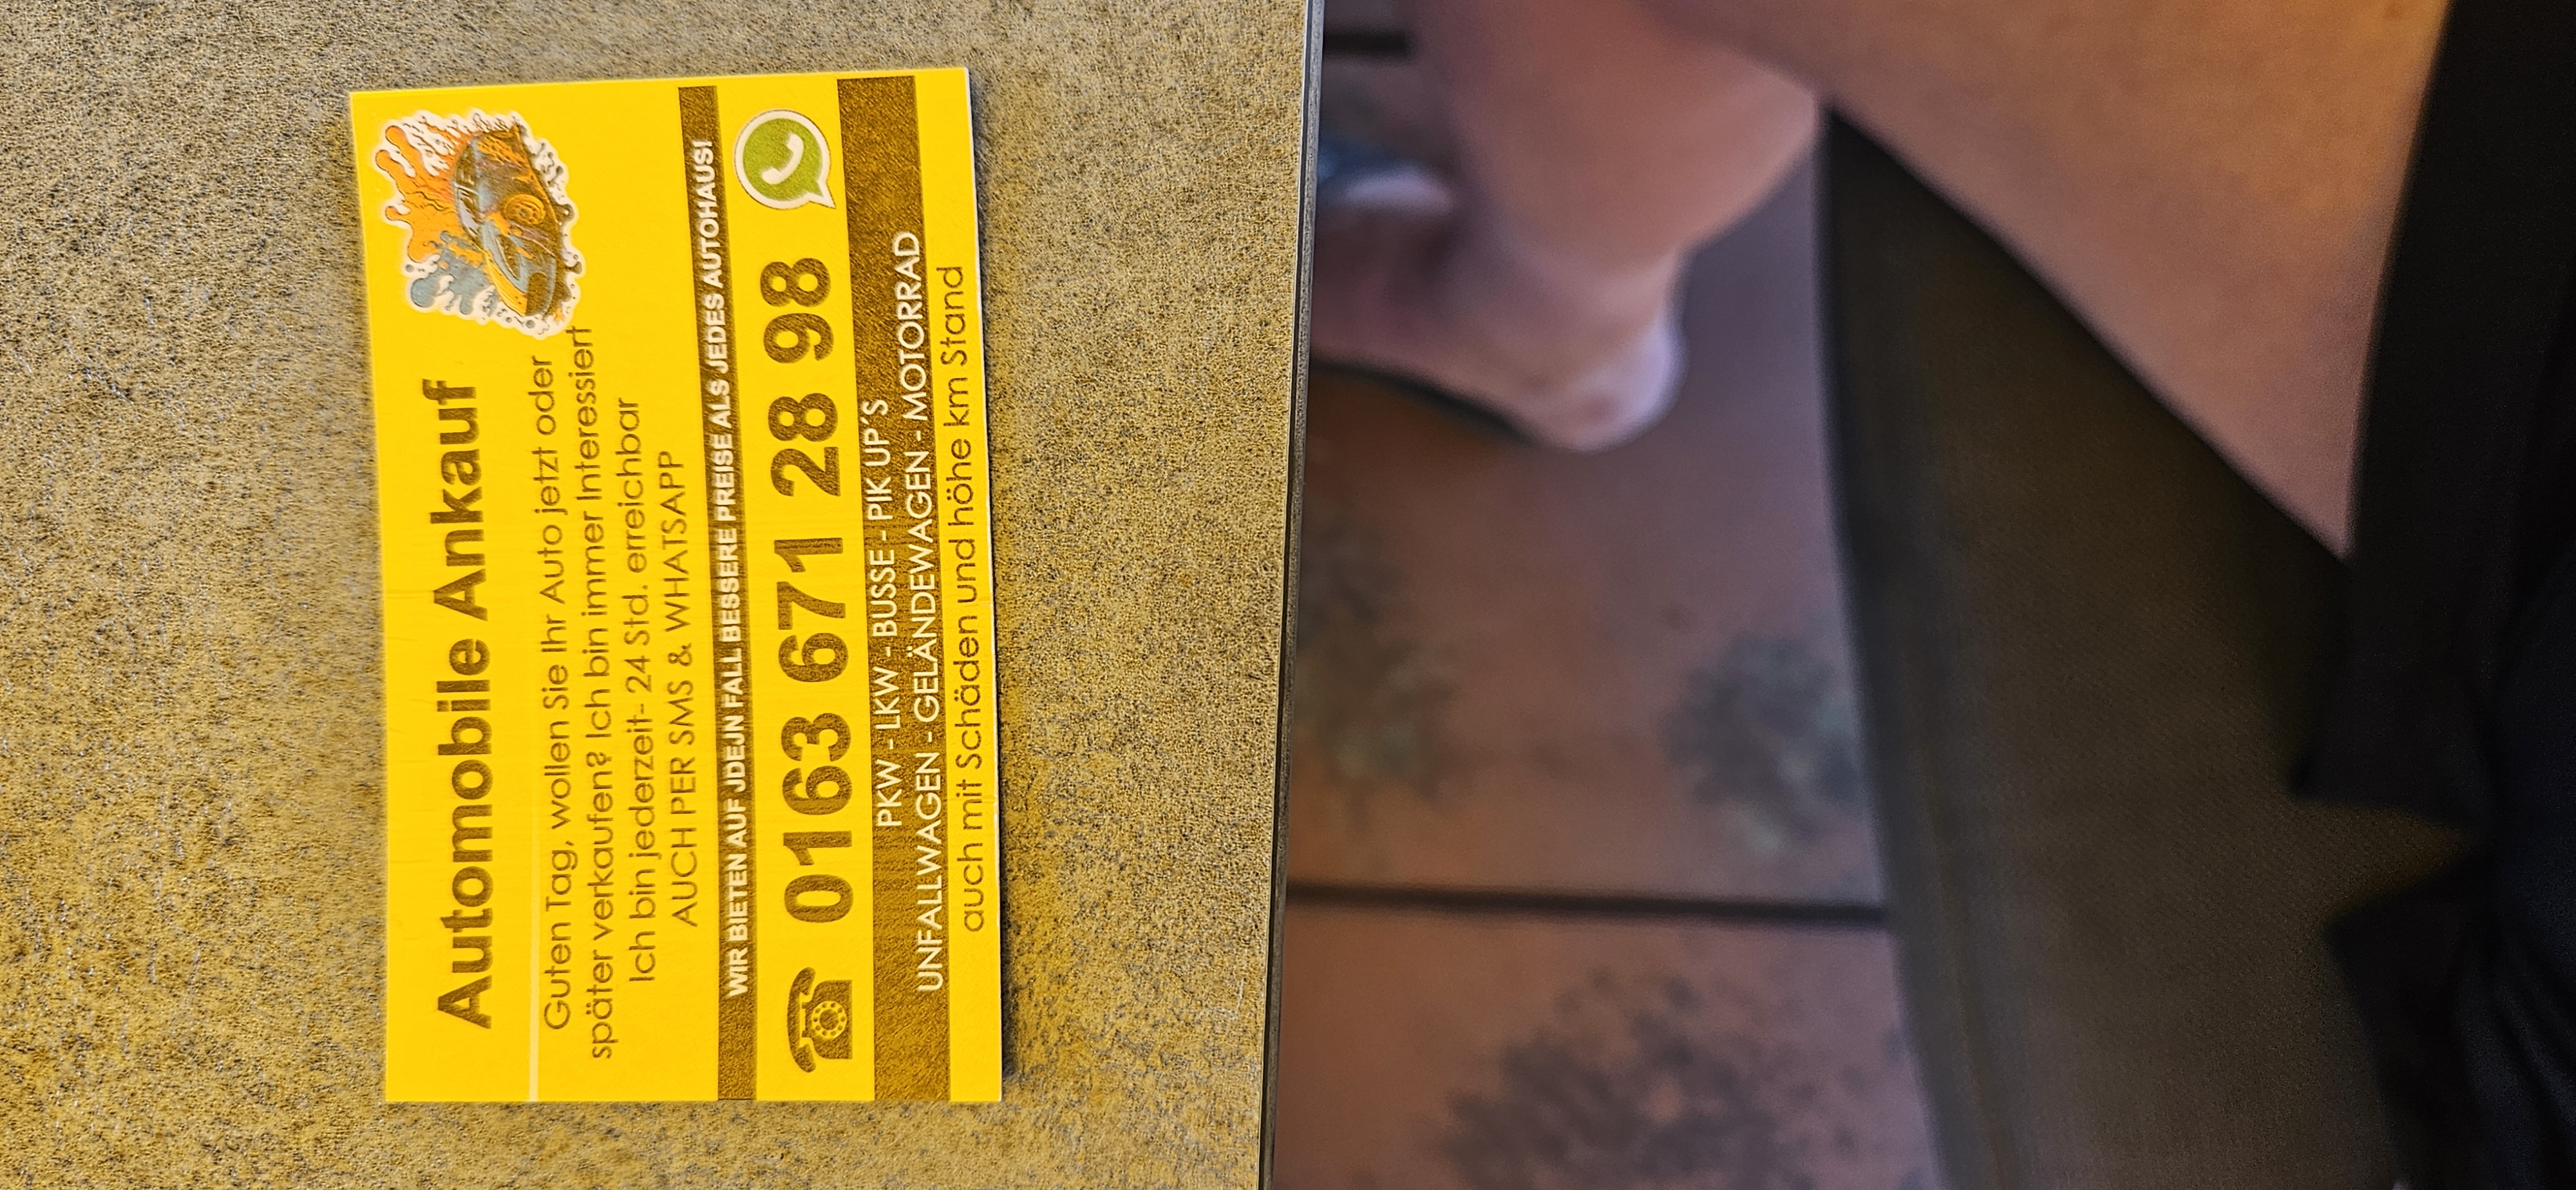 Automobile Ankauf
Guten Tag, wollen Sie Ihr Auto jetzt oder
später verkaufen? Ich bin immer Interessiert
Ich bin jederzeit- 24 Std. erreichbar
AUCH PER SMS & WHATSAPP
WIR BIETEN AUF JDEJN FALL BESSERE PREISE ALS JEDES AUTOHAUS!
0163 671 28 98
PKW - LKW - BUSSE - PIK UP'S
UNFALLWAGEN - GELÄNDEWAGEN - MOTORRAD
auch mit Schäden und höhe km Stand